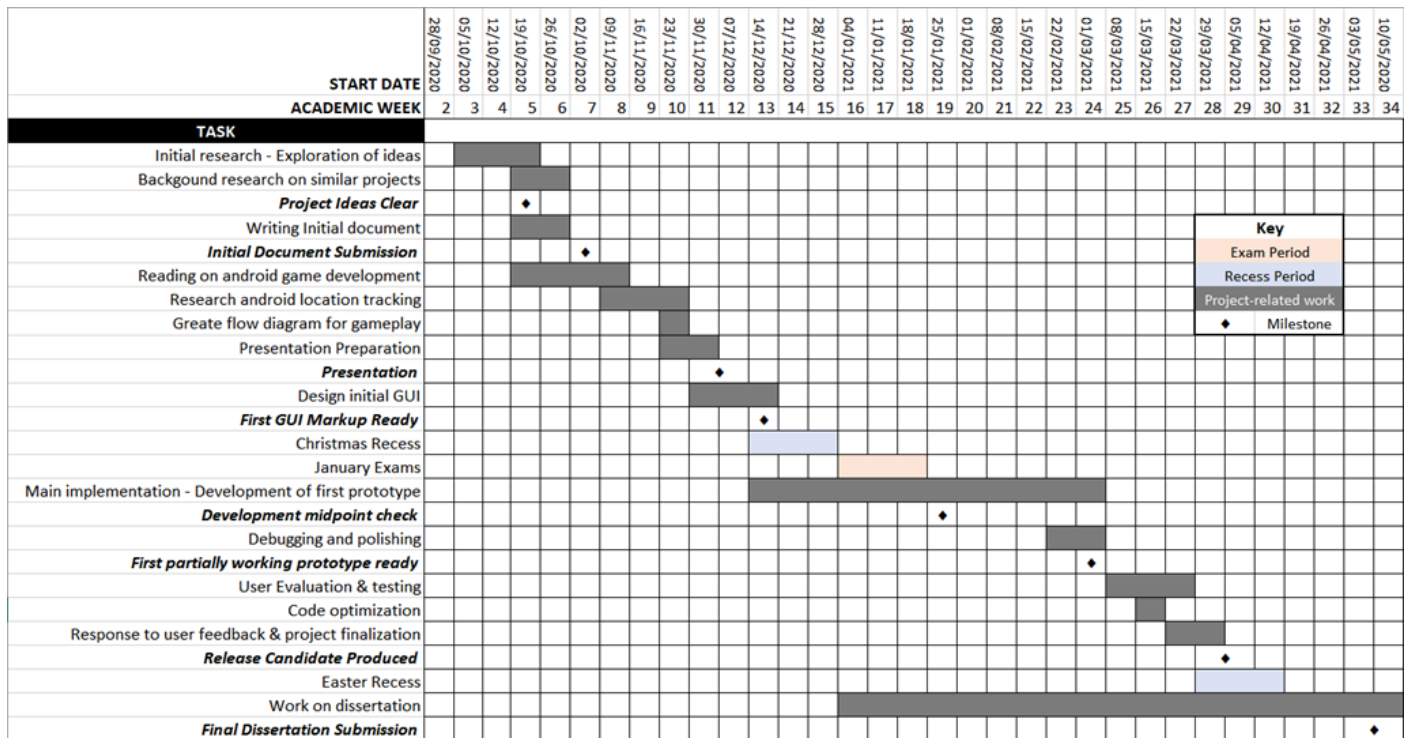 28/09/2020 05/10/2020 12/10/2020 19/10/2020 26/10/2020 02/10/2020 09/11/2020 16/11/2020 23/11/2020 30/11/2020 07/12/2020 14/12/2020 21/12/2020 28/12/2020 04/01/2021 11/01/2021 18/01/2021 25/01/2021 01/02/2021 08/02/2021 15/02/2021 22/02/2021 01/03/2021 08/03/2021 15/03/2021 22/03/2021 29/03/2021 05/04/2021 12/04/2021 19/04/2021 26/04/2021 03/05/2020 10/05/2020
START DATE
ACADEMIC WEEK 2 3 4 5 6 7 8 9 10 11 12 13 14 15 16 17 18 19 20 21 22 23 24 25 26 27 28 29 30 31 32 33 34
TASK
Initial research - Exploration of ideas
Backgound research on similar projects
Project Ideas Clear
Writing Initial document
Initial Document Submission
Reading on android game development
Research android location tracking
Greate flow diagram for gameplay
Presentation Preparation
Presentation
Design initial GUI
First GUI Markup Ready
Christmas Recess
January Exams
Main implementation - Development of first prototype
Development midpoint check
Debugging and polishing
First partially working prototype ready
User Evaluation & testing
Code optimization
Response to user feedback & project finalization
Release Candidate Produced
Easter Recess
Work on dissertation
Final Dissertation Submission
Key
Exam Period
Recess Period
Project-related work
Milestone